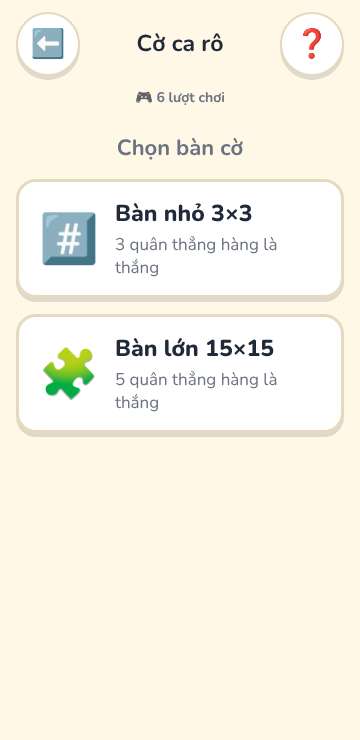 Cờ ca rô
🎮 6 lượt chơi
Chọn bàn cờ
Bàn nhỏ 3×3
3 quân thẳng hàng là
thắng
Bàn lớn 15×15
5 quân thẳng hàng là
thắng